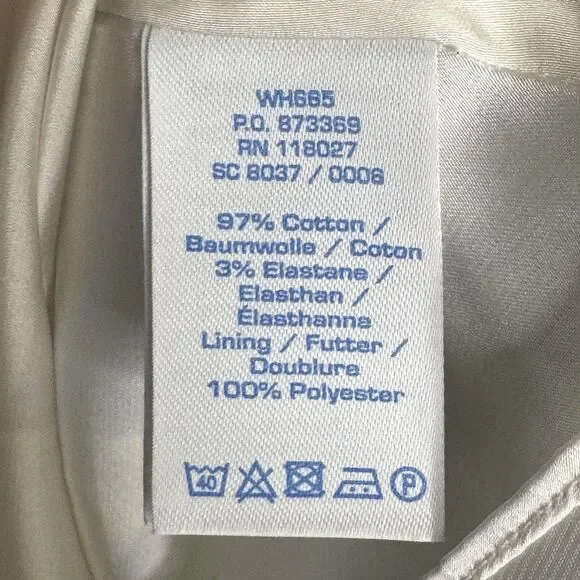 WH665
P.O. 873369
RN 118027
SC 8037 / 0006
97% Cotton /
Baumwolle / Coton
3% Elastane /
Elasthan /
Élasthanne
Lining / Futter /
Doublure
100% Polyester
40 P